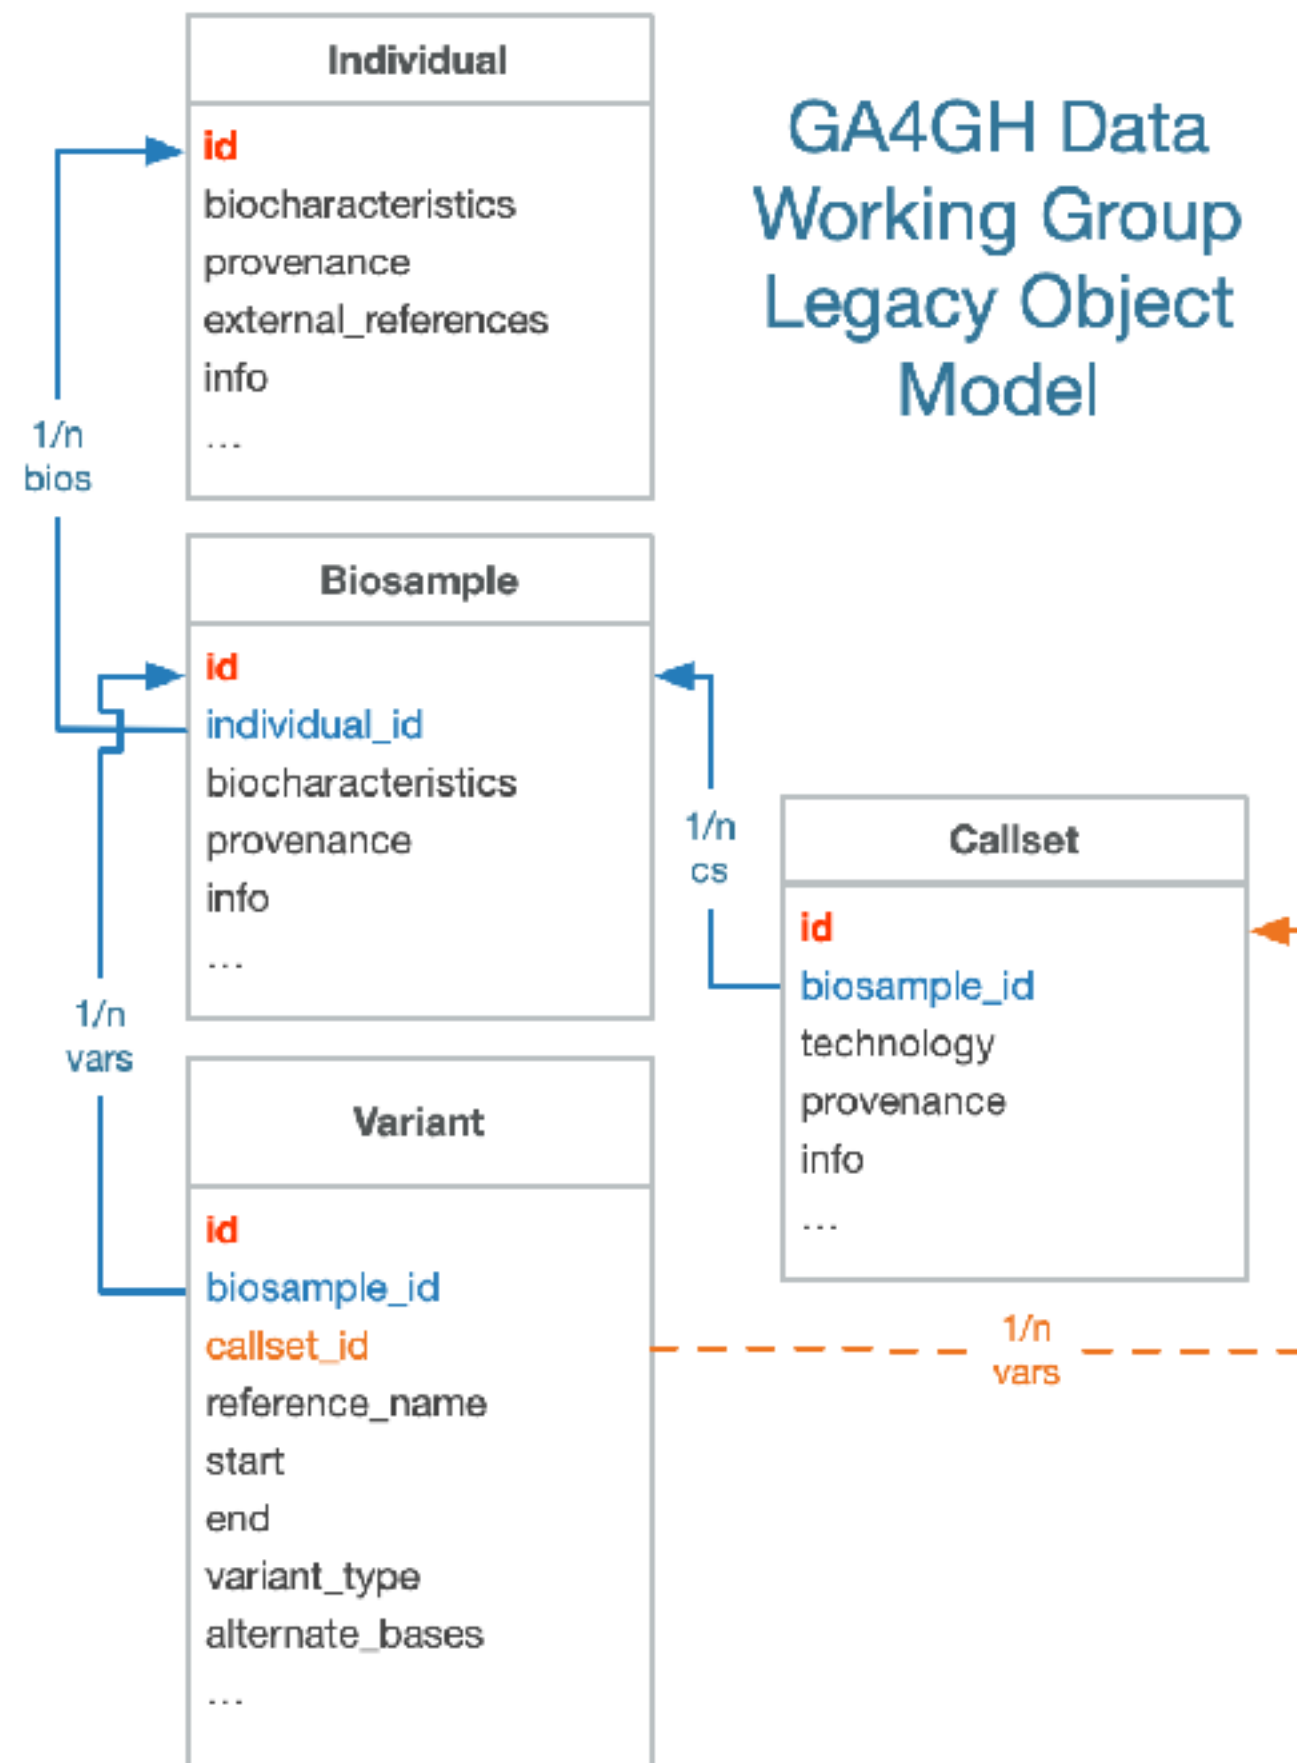 Individual
id
biocharacteristics
provenance
external_references
info
...
GA4GH Data
Working Group
Legacy Object
Model
1/n
bios
Biosample
id
individual_id
biocharacteristics
provenance
info
...
1/n
cs
Callset
id
biosample_id
technology
provenance
info
...
1/n
vars
Variant
id
biosample_id
callset_id
reference_name
start
end
variant_type
alternate_bases
...
1/n
vars